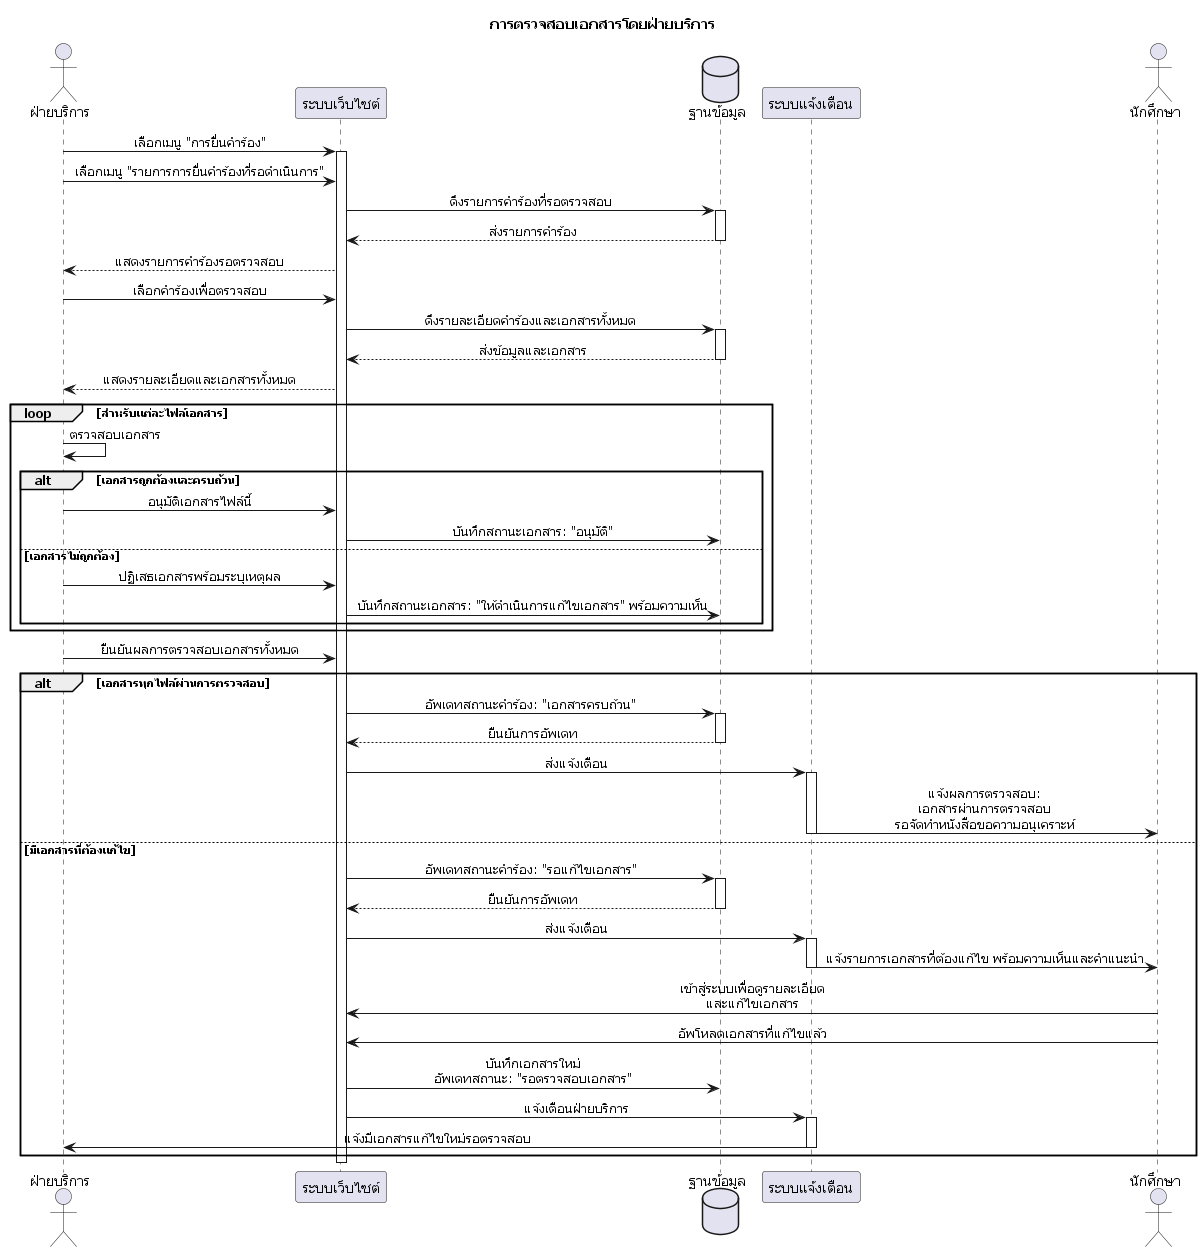 การตรวจสอบเอกสารโดยฝ่ายบริการ
ฝ่ายบริการ
ระบบเว็บไซต์
ฐานข้อมูล
ระบบแจ้งเตือน
นักศึกษา
เลือกเมนู "การยื่นคำร้อง"
เลือกเมนู "รายการการยื่นคำร้องที่รอดำเนินการ"
ดึงรายการคำร้องที่รอตรวจสอบ
ส่งรายการคำร้อง
แสดงรายการคำร้องรอตรวจสอบ
เลือกคำร้องเพื่อตรวจสอบ
ดึงรายละเอียดคำร้องและเอกสารทั้งหมด
ส่งข้อมูลและเอกสาร
แสดงรายละเอียดและเอกสารทั้งหมด
loop [สำหรับแต่ละไฟล์เอกสาร]
ตรวจสอบเอกสาร
alt [เอกสารถูกต้องและครบถ้วน]
อนุมัติเอกสารไฟล์นี้
บันทึกสถานะเอกสาร: "อนุมัติ"
[เอกสารไม่ถูกต้อง]
ปฏิเสธเอกสารพร้อมระบุเหตุผล
บันทึกสถานะเอกสาร: "ให้ดำเนินการแก้ไขเอกสาร" พร้อมความเห็น
ยืนยันผลการตรวจสอบเอกสารทั้งหมด
alt [เอกสารทุกไฟล์ผ่านการตรวจสอบ]
อัพเดทสถานะคำร้อง: "เอกสารครบถ้วน"
ยืนยันการอัพเดท
ส่งแจ้งเตือน
แจ้งผลการตรวจสอบ:
เอกสารผ่านการตรวจสอบ
รอจัดทำหนังสือขอความอนุเคราะห์
[มีเอกสารที่ต้องแก้ไข]
อัพเดทสถานะคำร้อง: "รอแก้ไขเอกสาร"
ยืนยันการอัพเดท
ส่งแจ้งเตือน
แจ้งรายการเอกสารที่ต้องแก้ไข พร้อมความเห็นและคำแนะนำ
เข้าสู่ระบบเพื่อดูรายละเอียด
และแก้ไขเอกสาร
อัพโหลดเอกสารที่แก้ไขแล้ว
บันทึกเอกสารใหม่
อัพเดทสถานะ: "รอตรวจสอบเอกสาร"
แจ้งเตือนฝ่ายบริการ
แจ้งมีเอกสารแก้ไขใหม่รอตรวจสอบ
ฝ่ายบริการ
ระบบเว็บไซต์
ฐานข้อมูล
ระบบแจ้งเตือน
นักศึกษา